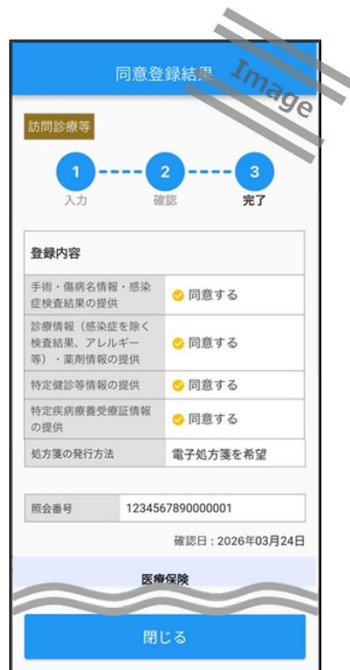 同意登録結果
Image
訪問診療等
1 2 3
入力 確認 完了
登録内容
手術・傷病名情報・感染
症検査結果の提供
同意する
診療情報（感染症を除く
検査結果、アレルギー
等）・薬剤情報の提供
同意する
特定健診等情報の提供
同意する
特定疾病療養受療証情報
の提供
同意する
処方箋の発行方法
電子処方箋を希望
照会番号
1234567890000001
確認日：2026年03月24日
医療保険
閉じる